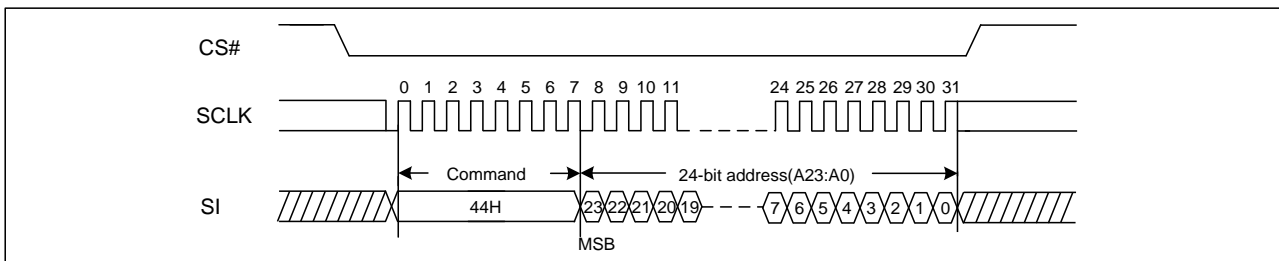 CS#
0 1 2 3 4 5 6 7 8 9 10 11 24 25 26 27 28 29 30 31
SCLK
Command 24-bit address(A23:A0)
SI 44H 23 22 21 20 19 7 6 5 4 3 2 1 0
MSB